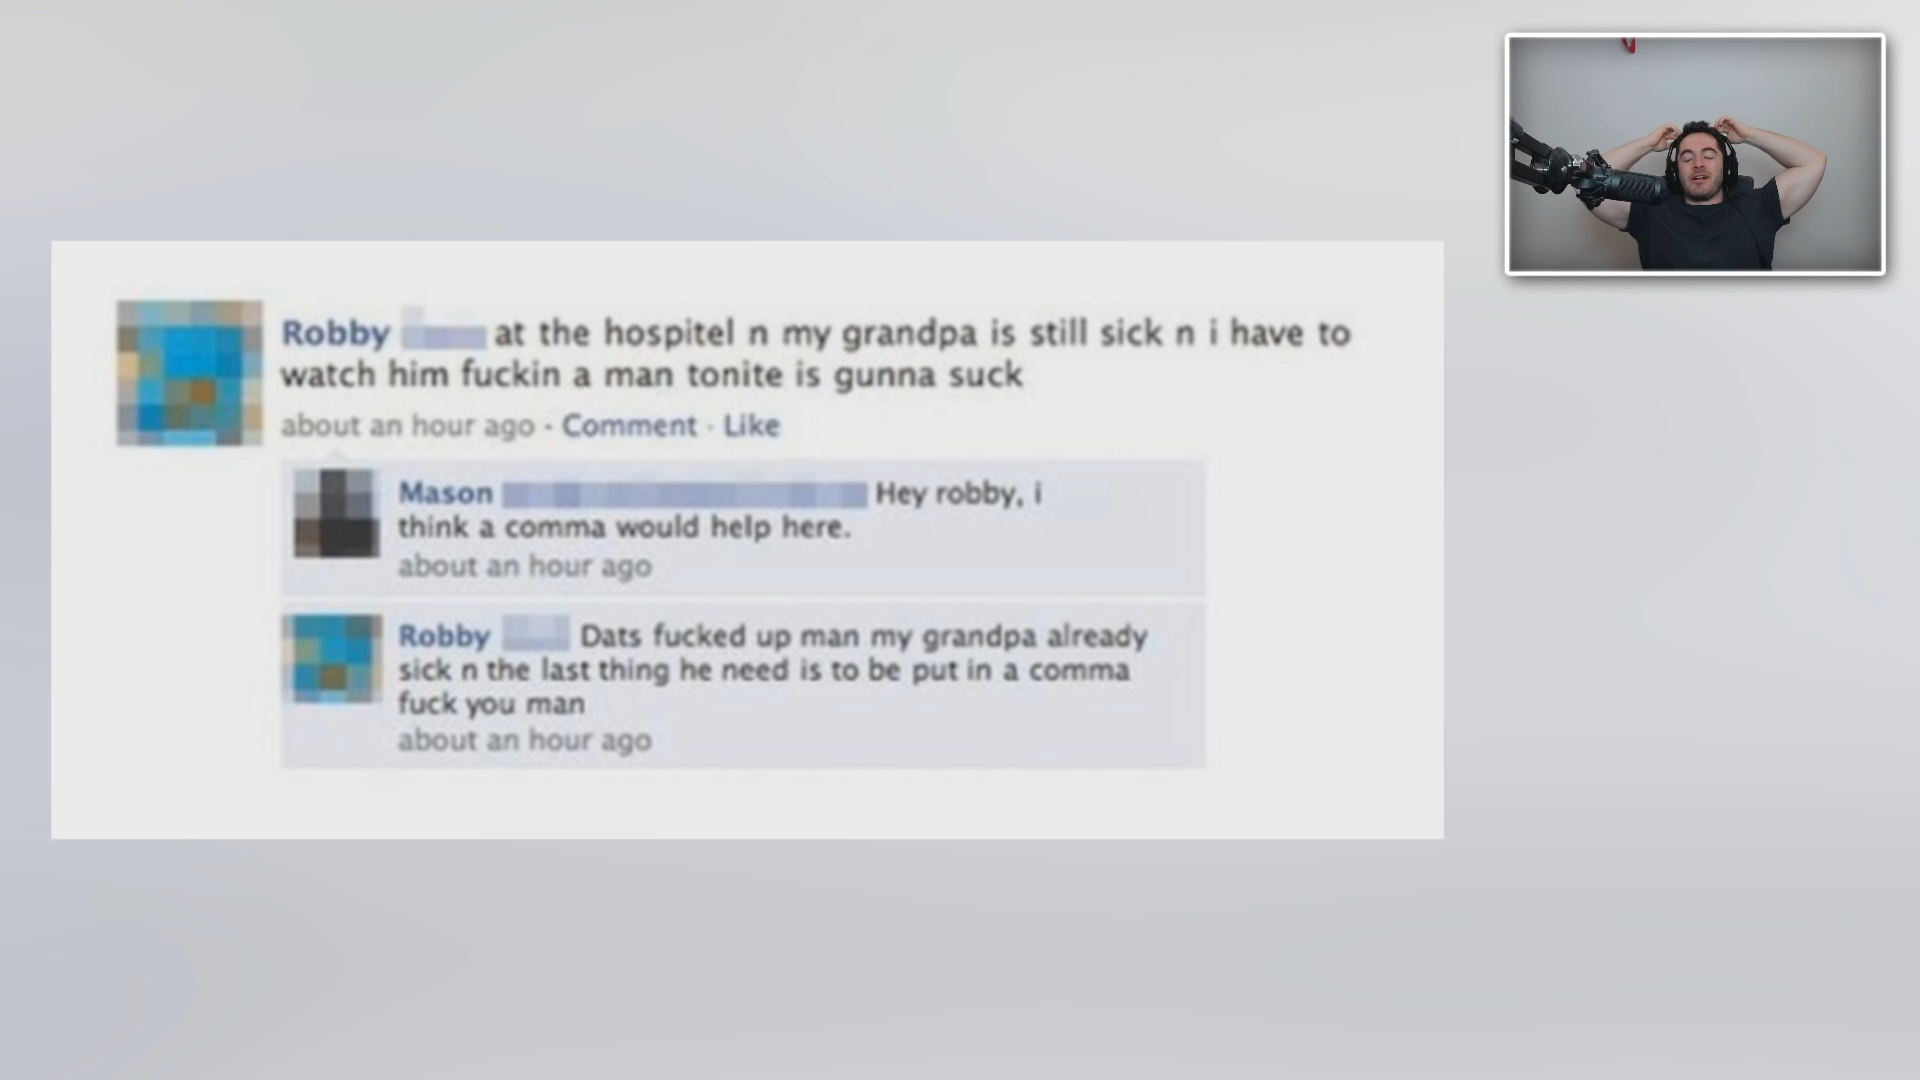 Robby at the hospitel n my grandpa is still sick n i have to
watch him fuckin a man tonite is gunna suck
about an hour ago · Comment · Like
Mason Hey robby, i
think a comma would help here.
about an hour ago
Robby Dats fucked up man my grandpa already
sick n the last thing he need is to be put in a comma
fuck you man
about an hour ago